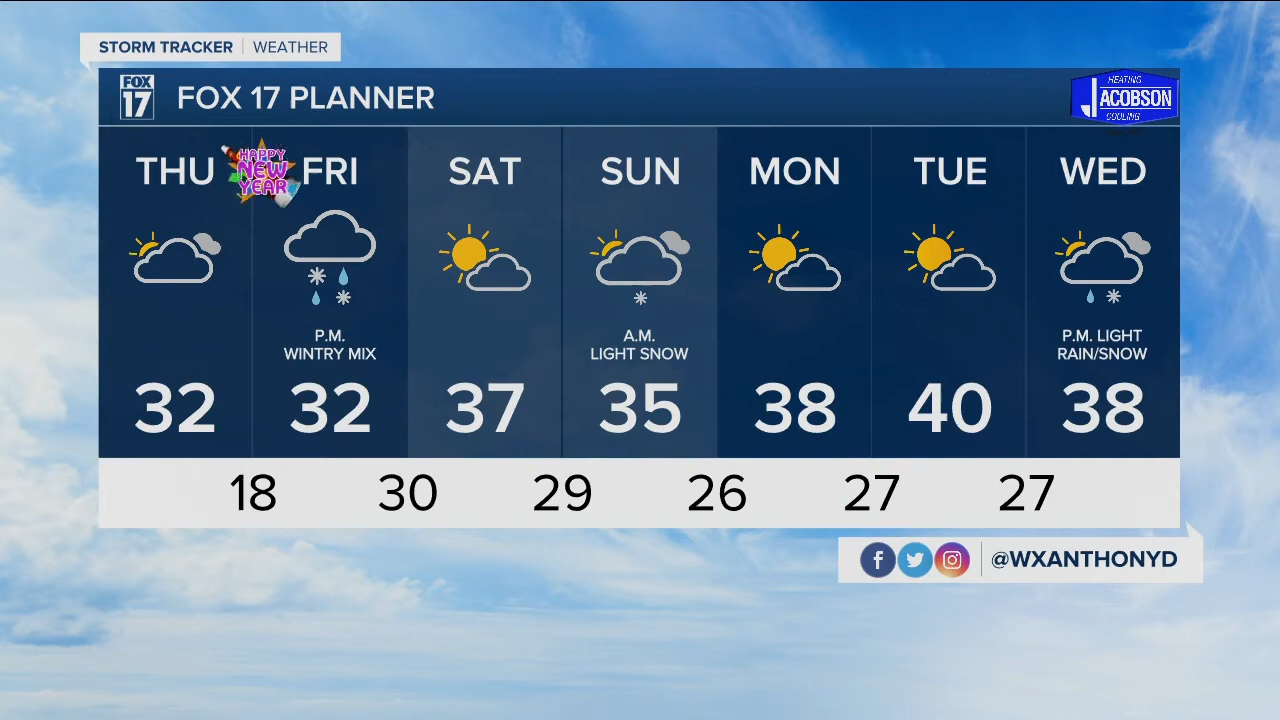 STORM TRACKER | WEATHER
FOX
17
FOX 17 PLANNER
HEATING
JACOBSON
COOLING
THU
HAPPY
NEW
YEAR
FRI
SAT
SUN
MON
TUE
WED
P.M.
WINTRY MIX
A.M.
LIGHT SNOW
P.M. LIGHT
RAIN/SNOW
32
32
37
35
38
40
38
18
30
29
26
27
27
@WXANTHONYD